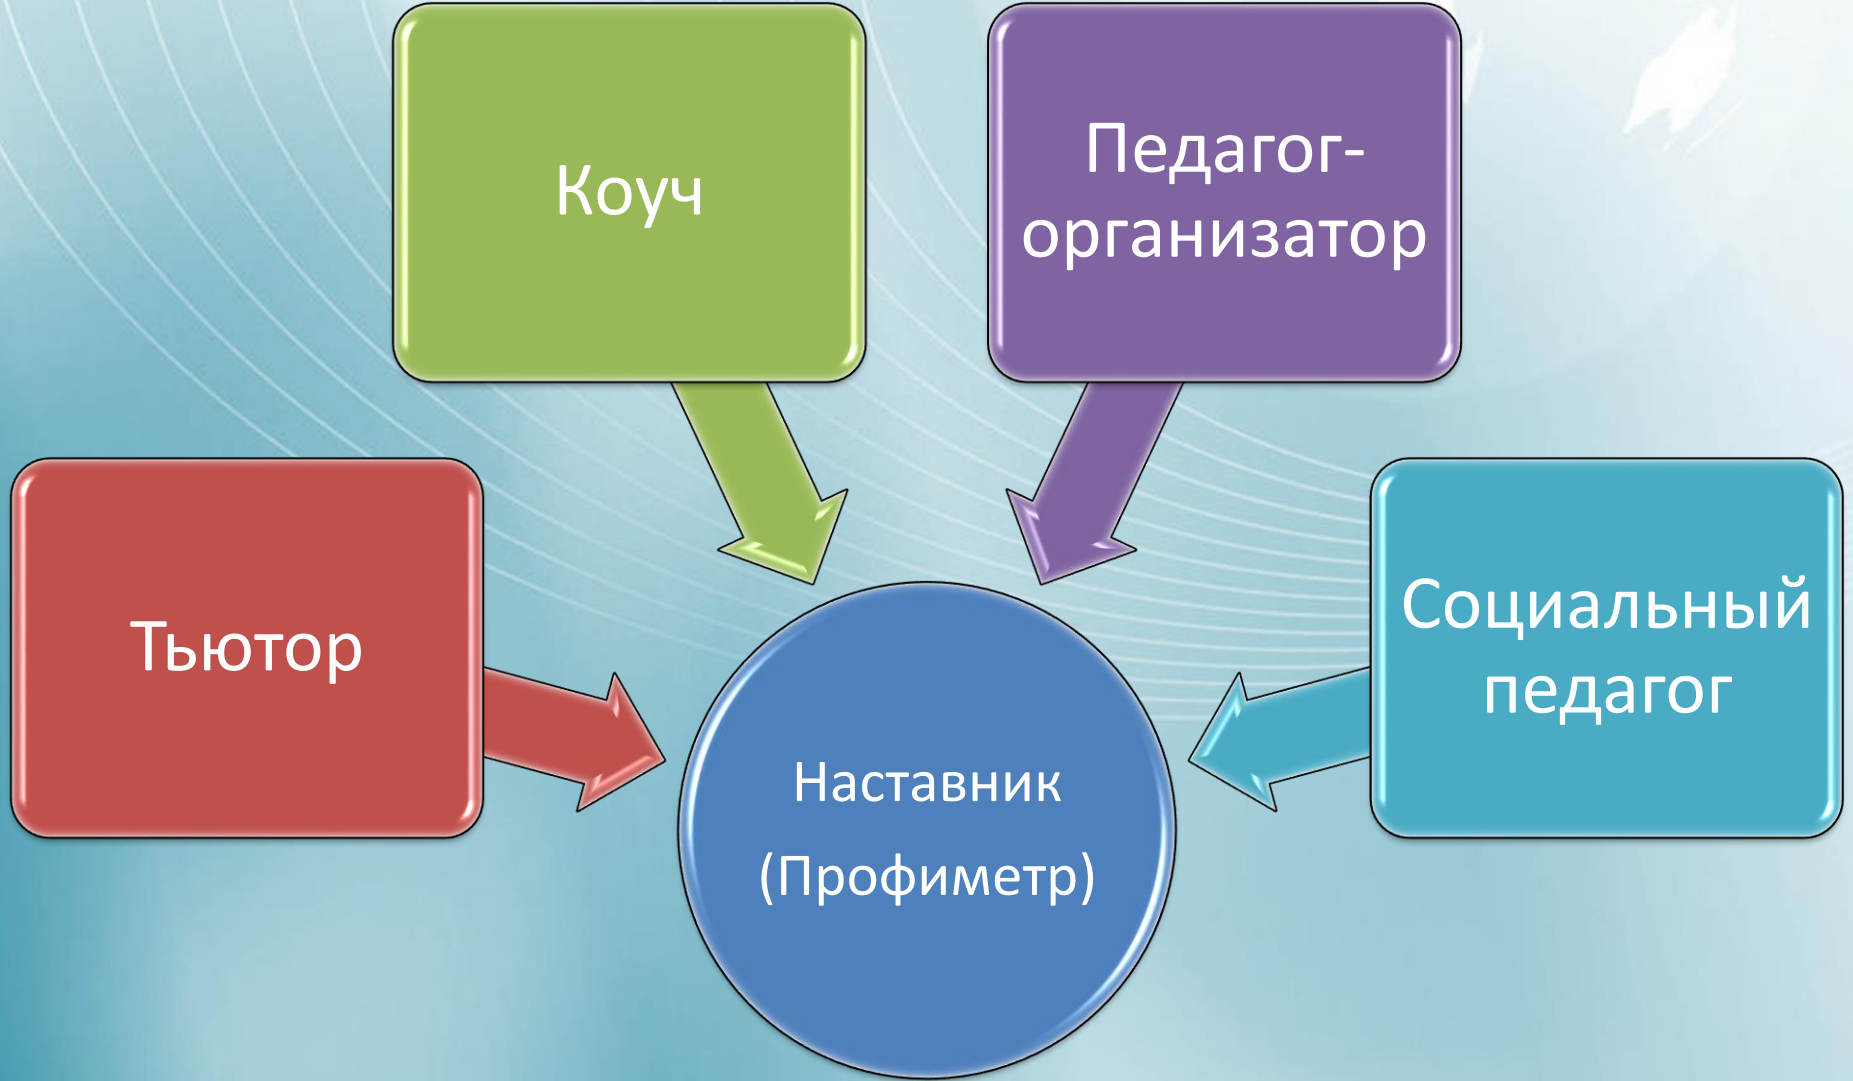 Коуч
Педагог-
организатор
Тьютор
Социальный
педагог
Наставник
(Профиметр)